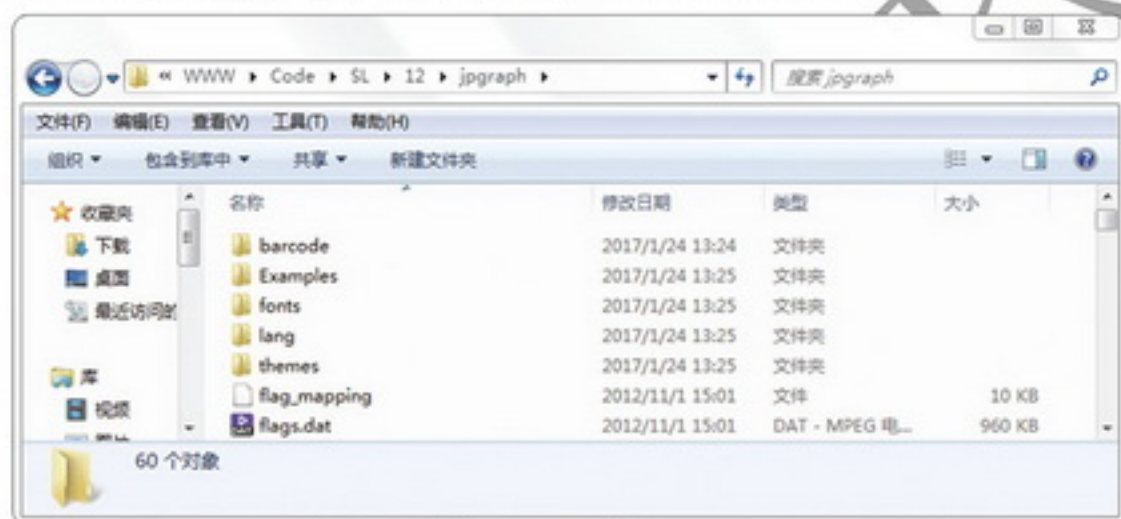 « WWW ▸ Code ▸ SL ▸ 12 ▸ jpgraph ▸ 搜索 jpgraph
文件(F) 编辑(E) 查看(V) 工具(T) 帮助(H)
组织 包含到库中 共享 新建文件夹
名称 修改日期 类型 大小
收藏夹
下载
桌面
最近访问的
库
视频
barcode 2017/1/24 13:24 文件夹
Examples 2017/1/24 13:25 文件夹
fonts 2017/1/24 13:25 文件夹
lang 2017/1/24 13:25 文件夹
themes 2017/1/24 13:25 文件夹
flag_mapping 2012/11/1 15:01 文件 10 KB
flags.dat 2012/11/1 15:01 DAT - MPEG 电... 960 KB
60 个对象